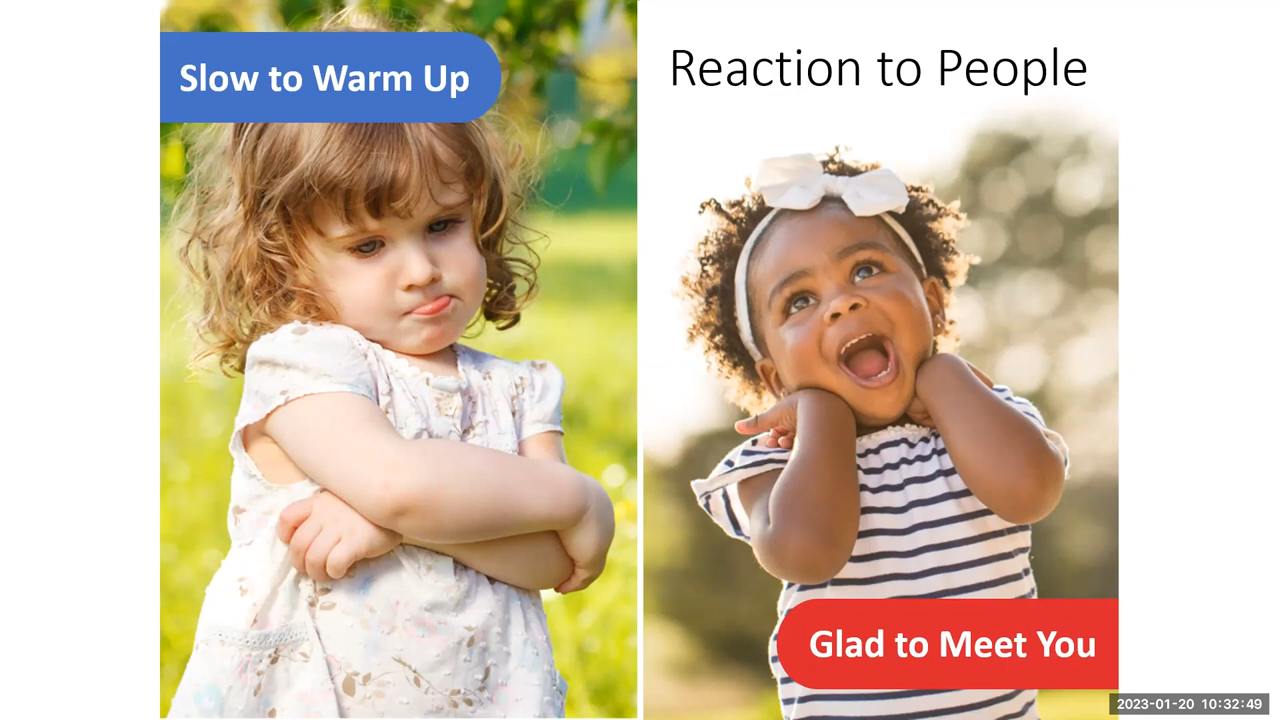 Slow to Warm Up
Reaction to People
Glad to Meet You
2023-01-20 10:32:49